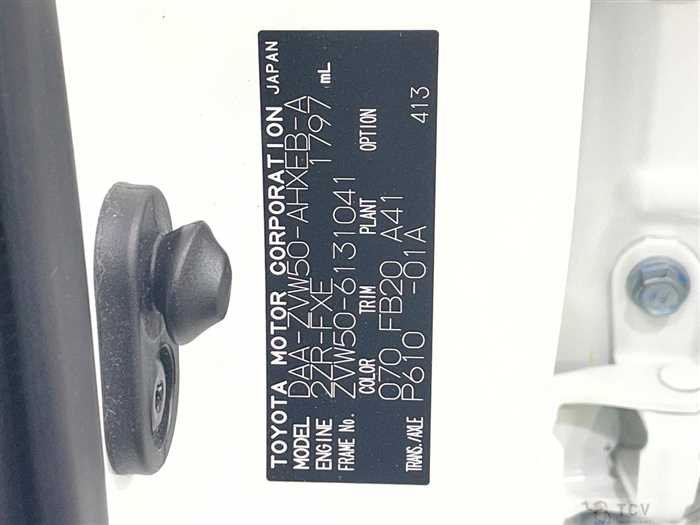 TOYOTA MOTOR CORPORATION JAPAN
MODEL DAA-ZVW50-AHXEB-A
ENGINE 2ZR-FXE 1797 mL
FRAME No. ZVW50-6131041
COLOR TRIM PLANT OPTION
070 FB20 A41 413
TRANS./AXLE P610 -01A
TCV